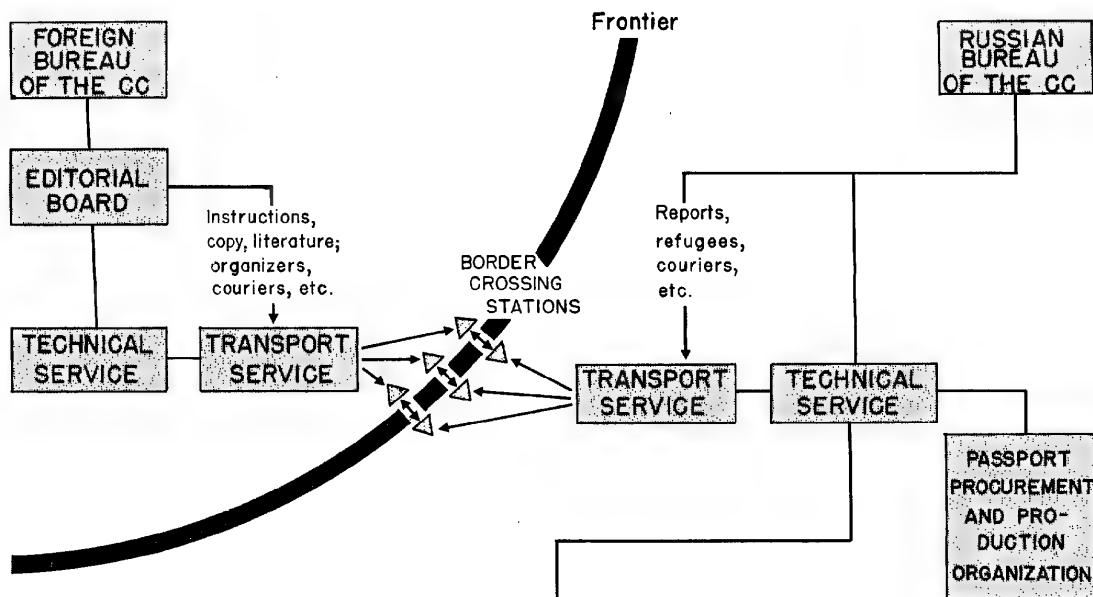 Frontier
FOREIGN
BUREAU
OF THE CC
RUSSIAN
BUREAU
OF THE CC
EDITORIAL
BOARD
Instructions,
copy, literature;
organizers,
couriers, etc.
Reports,
refugees,
couriers,
etc.
BORDER
CROSSING
STATIONS
TECHNICAL
SERVICE
TRANSPORT
SERVICE
TRANSPORT
SERVICE
TECHNICAL
SERVICE
PASSPORT
PROCUREMENT
AND PRO-
DUCTION
ORGANIZATION